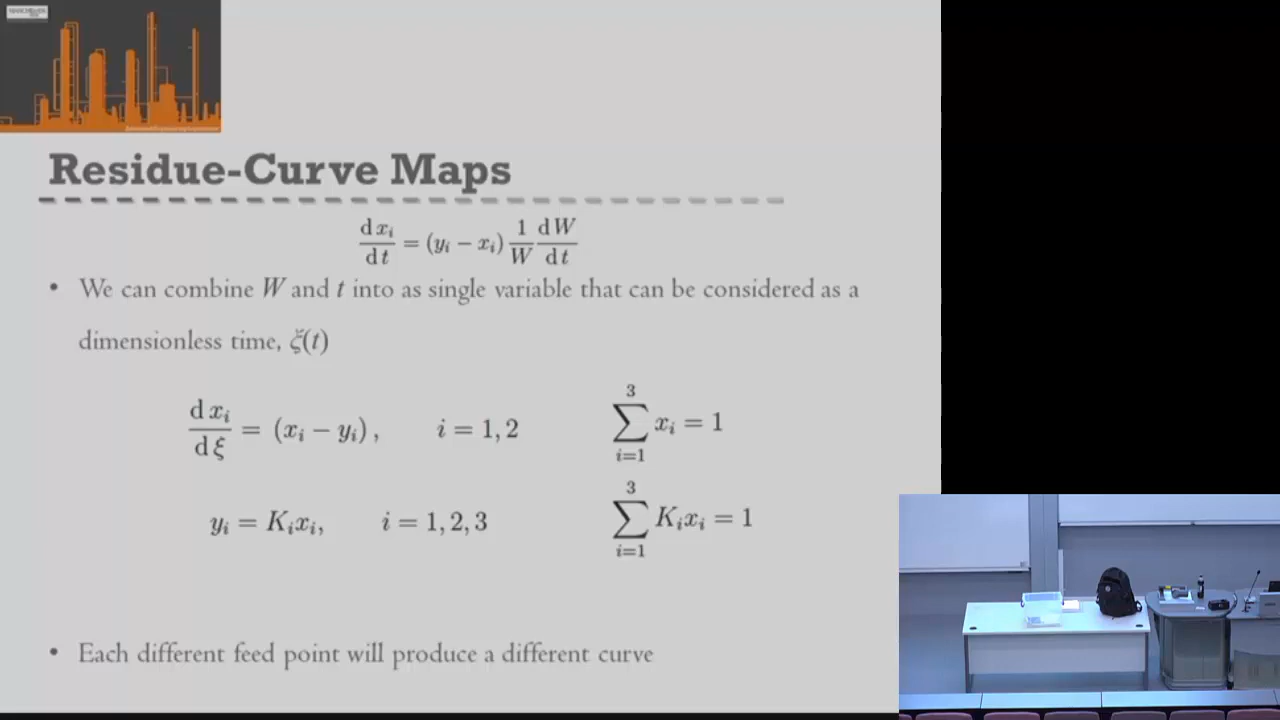 MANCHESTER
Residue-Curve Maps
dx_i/dt = (y_i − x_i) 1/W dW/dt
• We can combine W and t into as single variable that can be considered as a
dimensionless time, ξ(t)
dx_i/dξ = (x_i − y_i), i = 1, 2 ∑_{i=1}^{3} x_i = 1
y_i = K_i x_i, i = 1, 2, 3 ∑_{i=1}^{3} K_i x_i = 1
• Each different feed point will produce a different curve